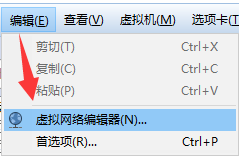 编辑(E) 查看(V) 虚拟机(M) 选项卡(T)
剪切(T) Ctrl+X
复制(C) Ctrl+C
粘贴(P) Ctrl+V
虚拟网络编辑器(N)...
首选项(R)... Ctrl+P